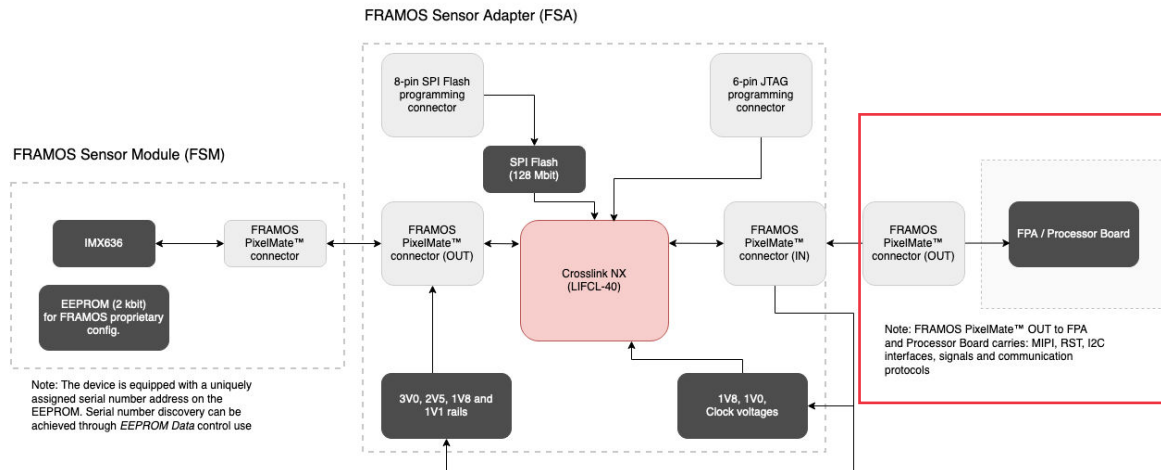 FRAMOS Sensor Adapter (FSA)
8-pin SPI Flash
programming
connector
6-pin JTAG
programming
connector
FRAMOS Sensor Module (FSM)
SPI Flash
(128 Mbit)
IMX636
FRAMOS
PixelMate™
connector
FRAMOS
PixelMate™
connector (OUT)
Crosslink NX
(LIFCL-40)
FRAMOS
PixelMate™
connector (IN)
FRAMOS
PixelMate™
connector (OUT)
FPA / Processor Board
EEPROM (2 kbit)
for FRAMOS proprietary
config.
Note: FRAMOS PixelMate™ OUT to FPA
and Processor Board carries: MIPI, RST, I2C
interfaces, signals and communication
protocols
Note: The device is equipped with a uniquely
assigned serial number address on the
EEPROM. Serial number discovery can be
achieved through EEPROM Data control use
3V0, 2V5, 1V8 and
1V1 rails
1V8, 1V0,
Clock voltages